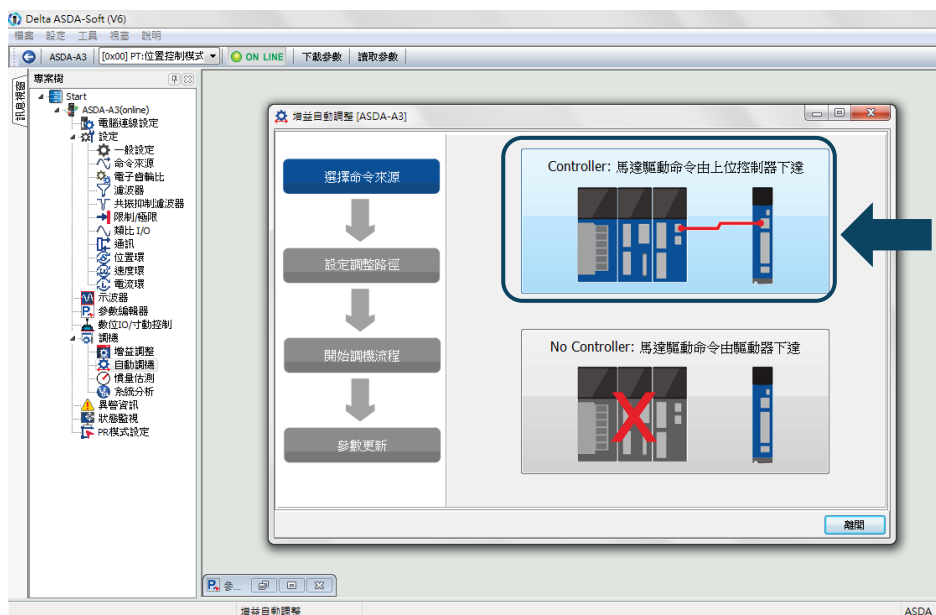 Delta ASDA-Soft (V6)
檔案 設定 工具 視窗 說明
ASDA-A3 [0x00] PT:位置控制模式 ON LINE 下載參數 讀取參數
訊息視窗
專案樹
Start
ASDA-A3(online)
電腦連線設定
設定
一般設定
命令來源
電子齒輪比
濾波器
共振抑制濾波器
限制/極限
類比 I/O
通訊
位置環
速度環
電流環
示波器
參數編輯器
數位IO/寸動控制
調機
增益調整
自動調機
慣量估測
系統分析
異警資訊
狀態監視
PR模式設定
增益自動調整 [ASDA-A3]
選擇命令來源
設定調整路徑
開始調機流程
參數更新
Controller: 馬達驅動命令由上位控制器下達
No Controller: 馬達驅動命令由驅動器下達
離開
參...
增益自動調整
ASDA